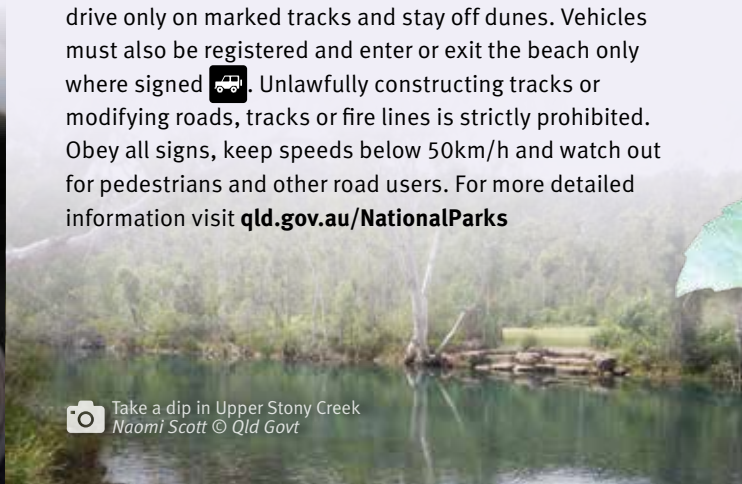 drive only on marked tracks and stay off dunes. Vehicles
must also be registered and enter or exit the beach only
where signed . Unlawfully constructing tracks or
modifying roads, tracks or fire lines is strictly prohibited.
Obey all signs, keep speeds below 50km/h and watch out
for pedestrians and other road users. For more detailed
information visit qld.gov.au/NationalParks
Take a dip in Upper Stony Creek
Naomi Scott © Qld Govt